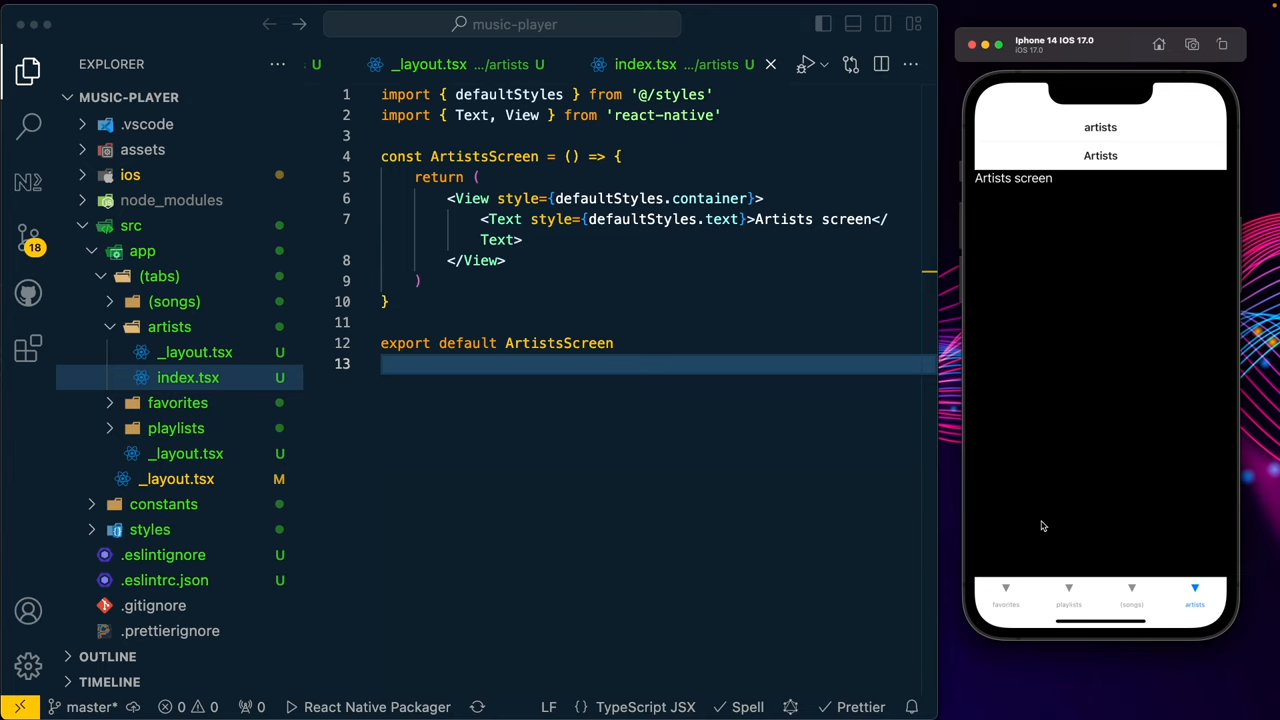 music-player
EXPLORER
U
_layout.tsx .../artists U
index.tsx .../artists U
MUSIC-PLAYER
.vscode
assets
ios
node_modules
src
app
(tabs)
(songs)
artists
_layout.tsx U
index.tsx U
favorites
playlists
_layout.tsx U
_layout.tsx M
constants
styles
.eslintignore U
.eslintrc.json U
.gitignore
.prettierignore
OUTLINE
TIMELINE
18
1 import { defaultStyles } from '@/styles'
2 import { Text, View } from 'react-native'
3
4 const ArtistsScreen = () => {
5 return (
6 <View style={defaultStyles.container}>
7 <Text style={defaultStyles.text}>Artists screen</
Text>
8 </View>
9 )
10 }
11
12 export default ArtistsScreen
13
master* 0 0 0 React Native Packager LF {} TypeScript JSX Spell Prettier
Iphone 14 IOS 17.0
iOS 17.0
artists
Artists
Artists screen
favorites playlists (songs) artists